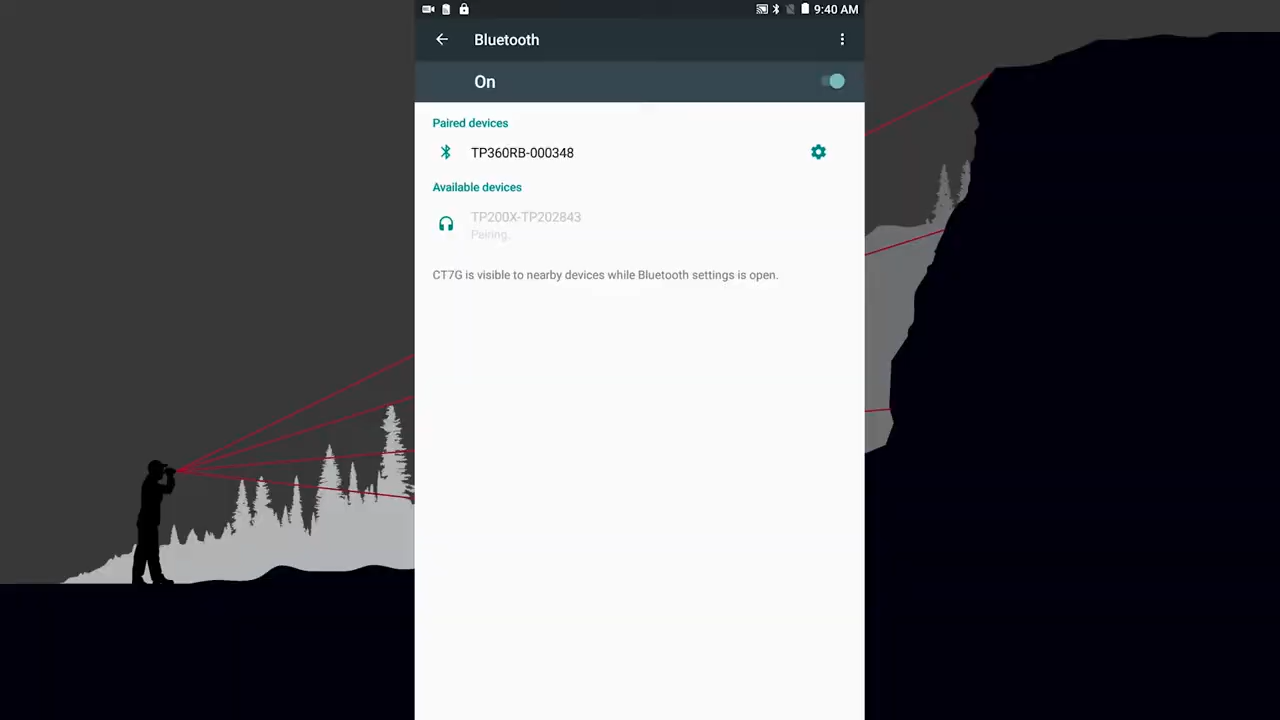 9:40 AM
Bluetooth
On
Paired devices
TP360RB-000348
Available devices
TP200X-TP202843
Pairing.
CT7G is visible to nearby devices while Bluetooth settings is open.